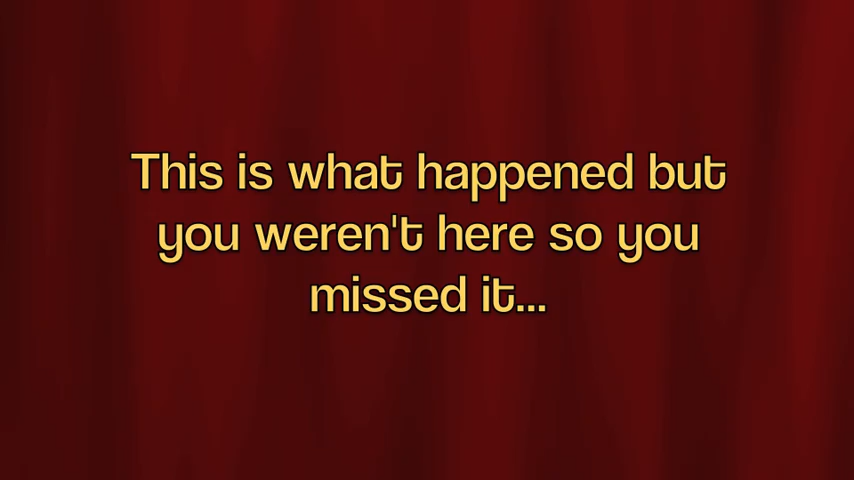 This is what happened but
you weren't here so you
missed it...